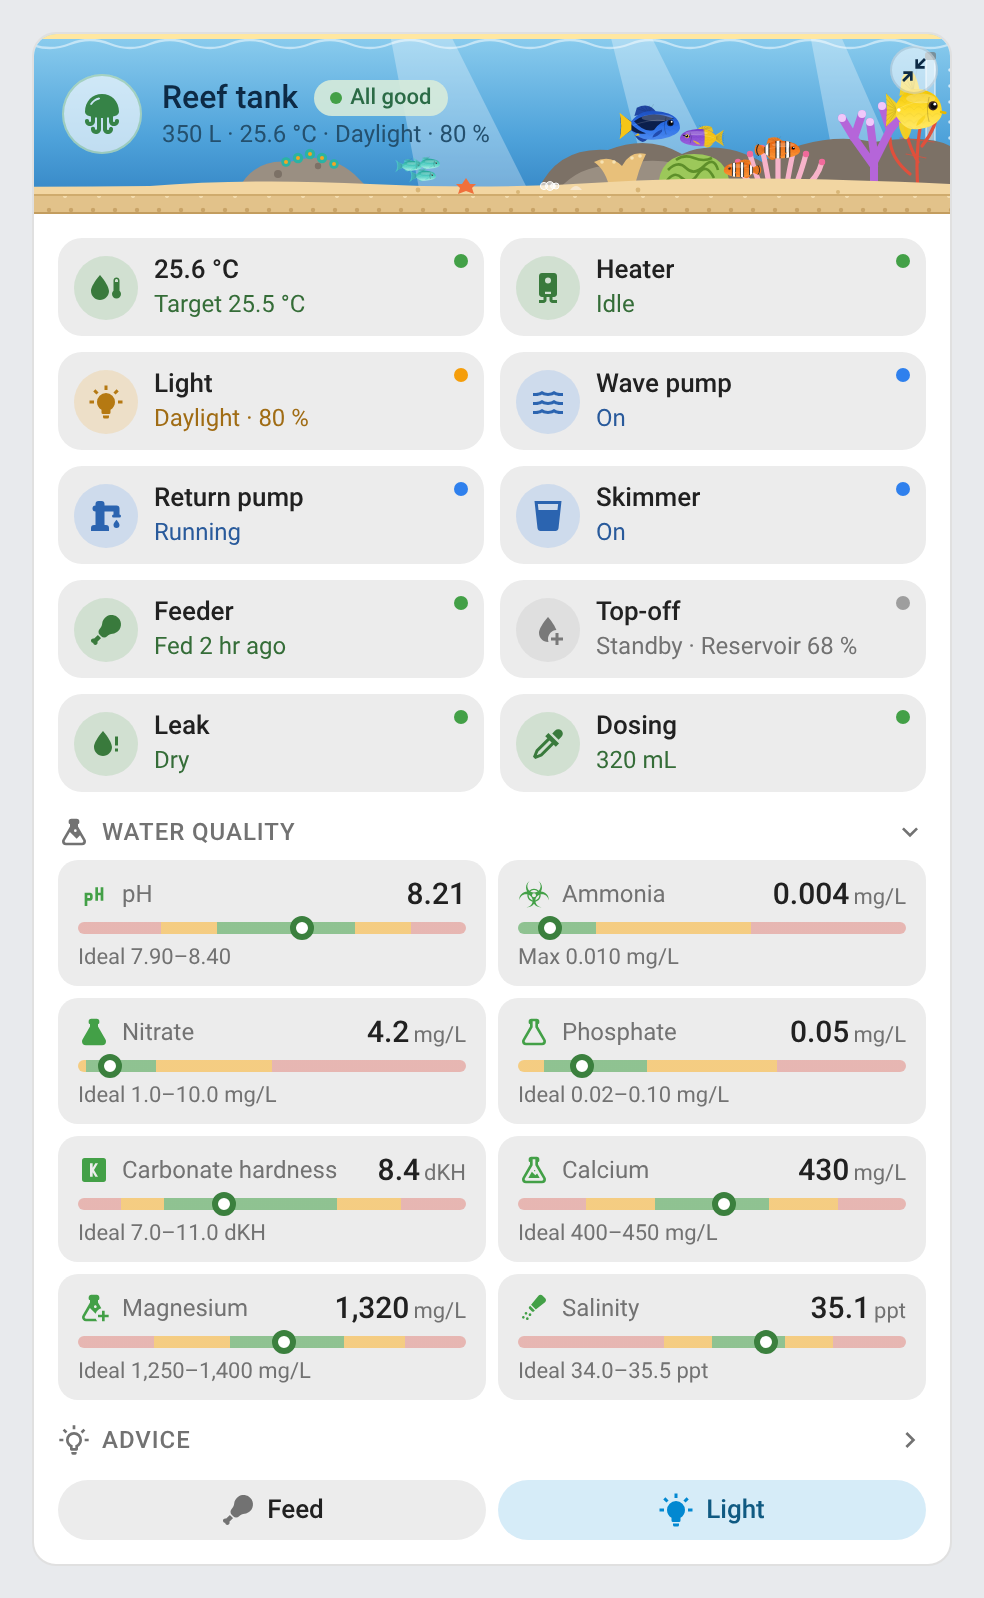 Reef tank
All good
350 L · 25.6 °C · Daylight · 80 %
25.6 °C
Target 25.5 °C
Heater
Idle
Light
Daylight · 80 %
Wave pump
On
Return pump
Running
Skimmer
On
Feeder
Fed 2 hr ago
Top-off
Standby · Reservoir 68 %
Leak
Dry
Dosing
320 mL
WATER QUALITY
pH pH 8.21
Ideal 7.90–8.40
Ammonia 0.004 mg/L
Max 0.010 mg/L
Nitrate 4.2 mg/L
Ideal 1.0–10.0 mg/L
Phosphate 0.05 mg/L
Ideal 0.02–0.10 mg/L
K Carbonate hardness 8.4 dKH
Ideal 7.0–11.0 dKH
Calcium 430 mg/L
Ideal 400–450 mg/L
Magnesium 1,320 mg/L
Ideal 1,250–1,400 mg/L
Salinity 35.1 ppt
Ideal 34.0–35.5 ppt
ADVICE
Feed
Light